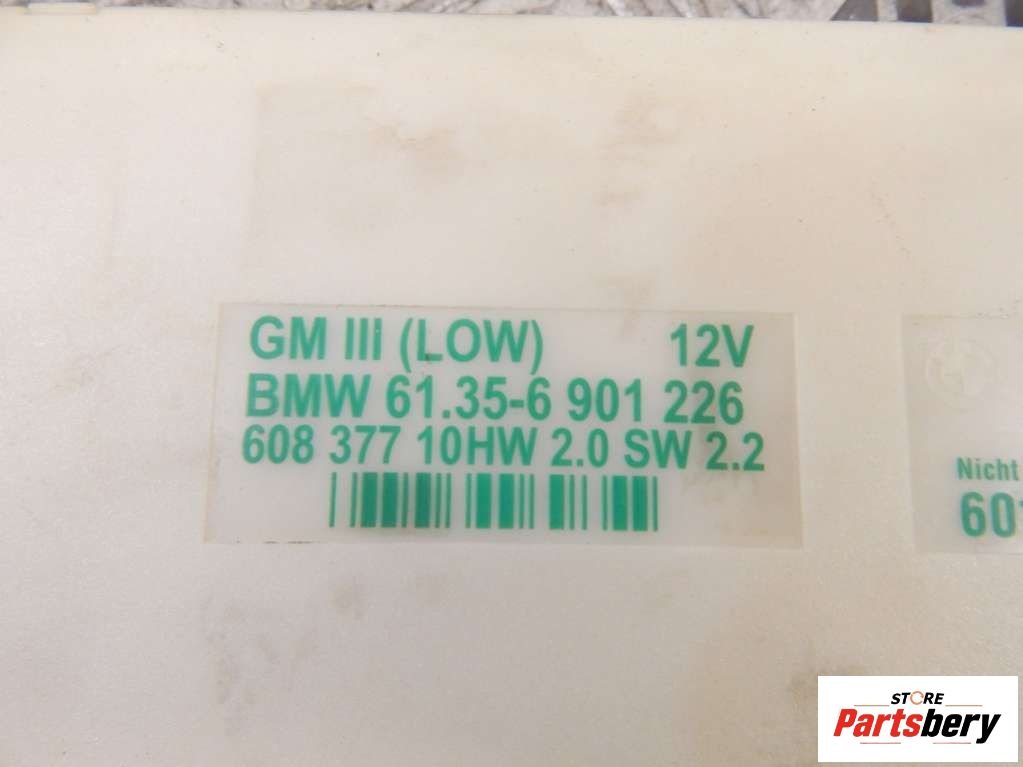 GM III (LOW) 12V
BMW 61.35-6 901 226
608 377 10HW 2.0 SW 2.2
Nicht
601
STORE
Partsbery